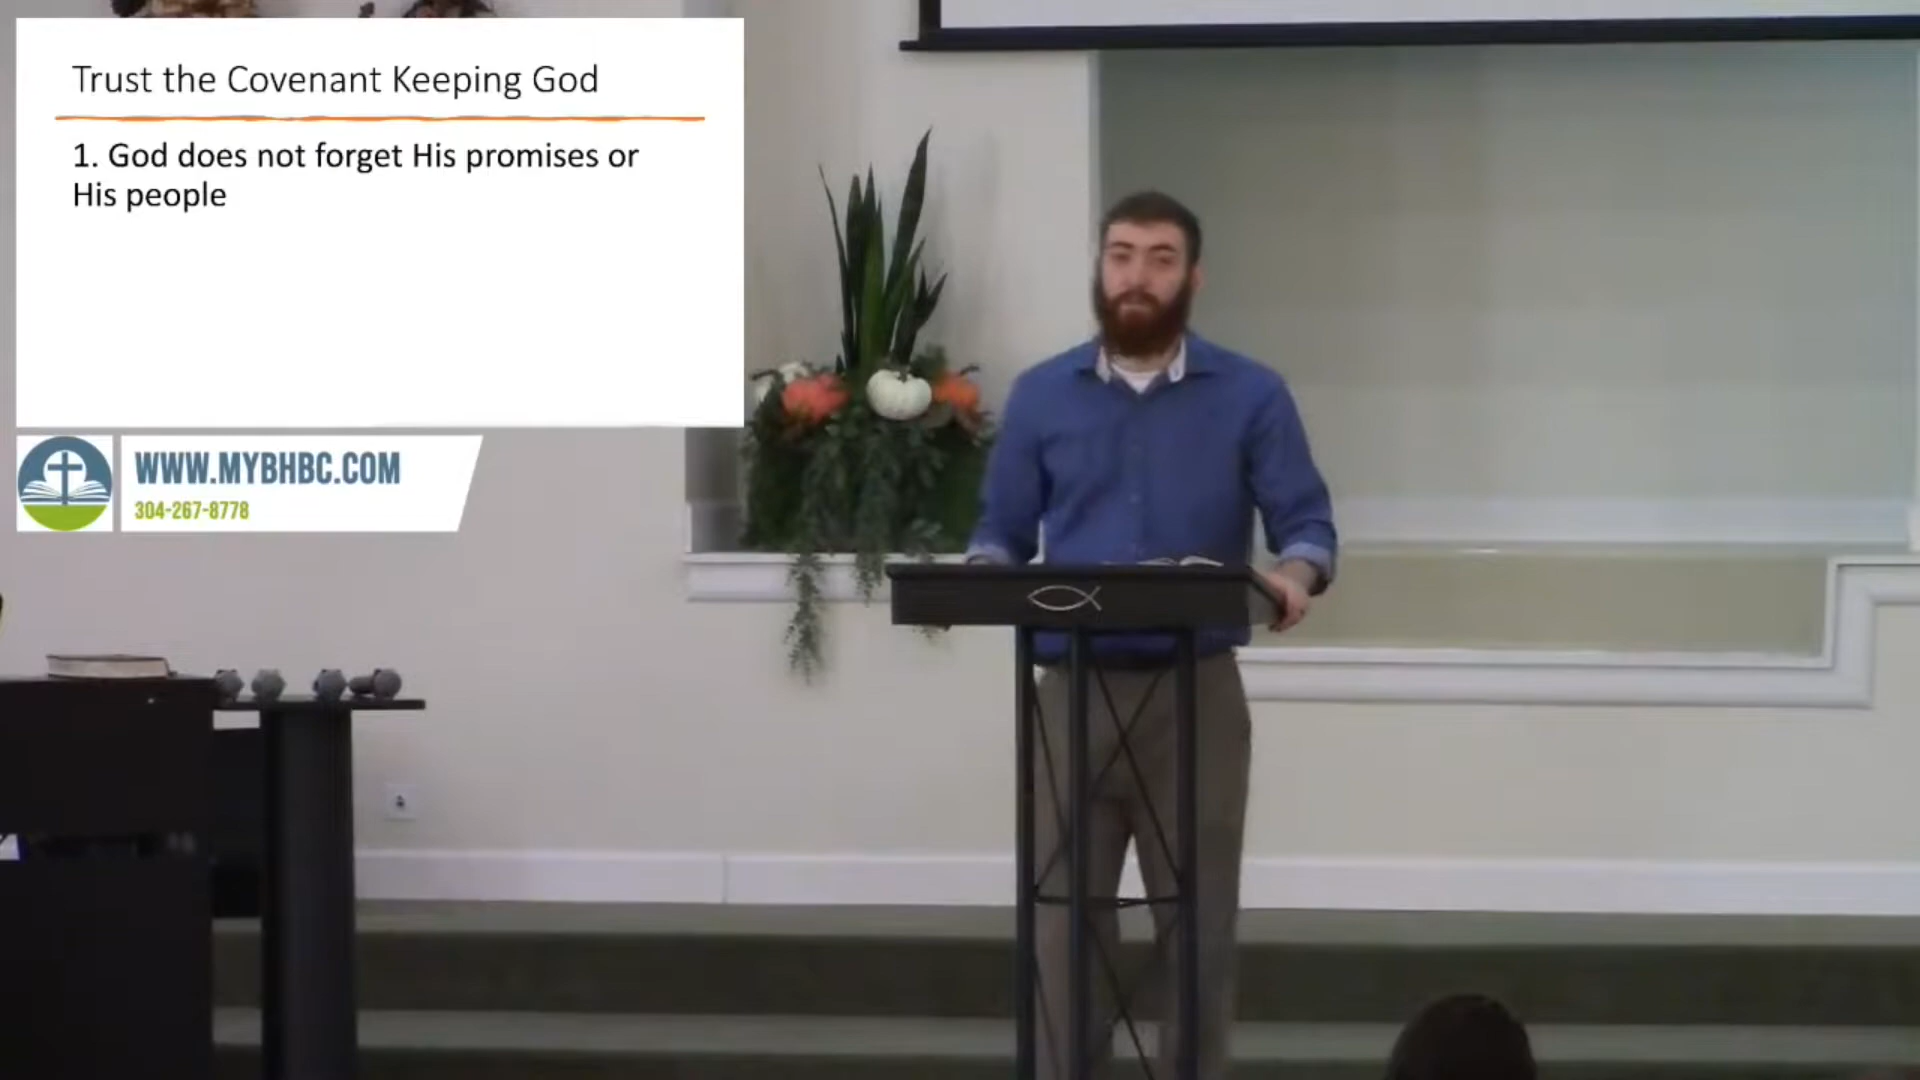 Trust the Covenant Keeping God
1. God does not forget His promises or
His people
WWW.MYBHBC.COM
304-267-8778